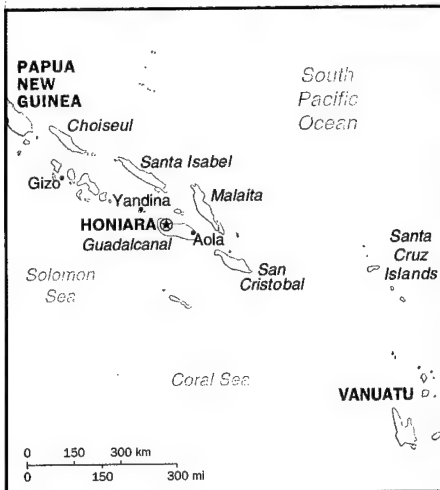 PAPUA
NEW
GUINEA
South
Pacific
Ocean
Choiseul
Santa Isabel
Gizo
Yandina
Malaita
HONIARA
Guadalcanal
Aola
Santa
Cruz
Islands
San
Cristobal
Solomon
Sea
Coral Sea
VANUATU
0 150 300 km
0 150 300 mi